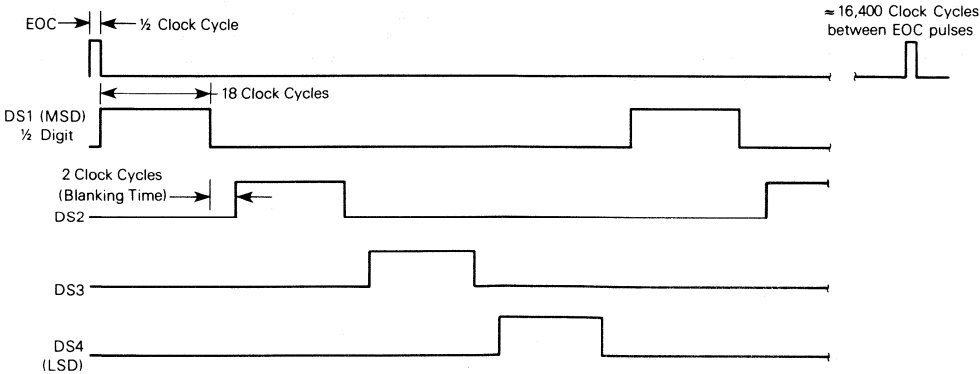 EOC
½ Clock Cycle
≈ 16,400 Clock Cycles
between EOC pulses
18 Clock Cycles
DS1 (MSD)
½ Digit
2 Clock Cycles
(Blanking Time)
DS2
DS3
DS4
(LSD)